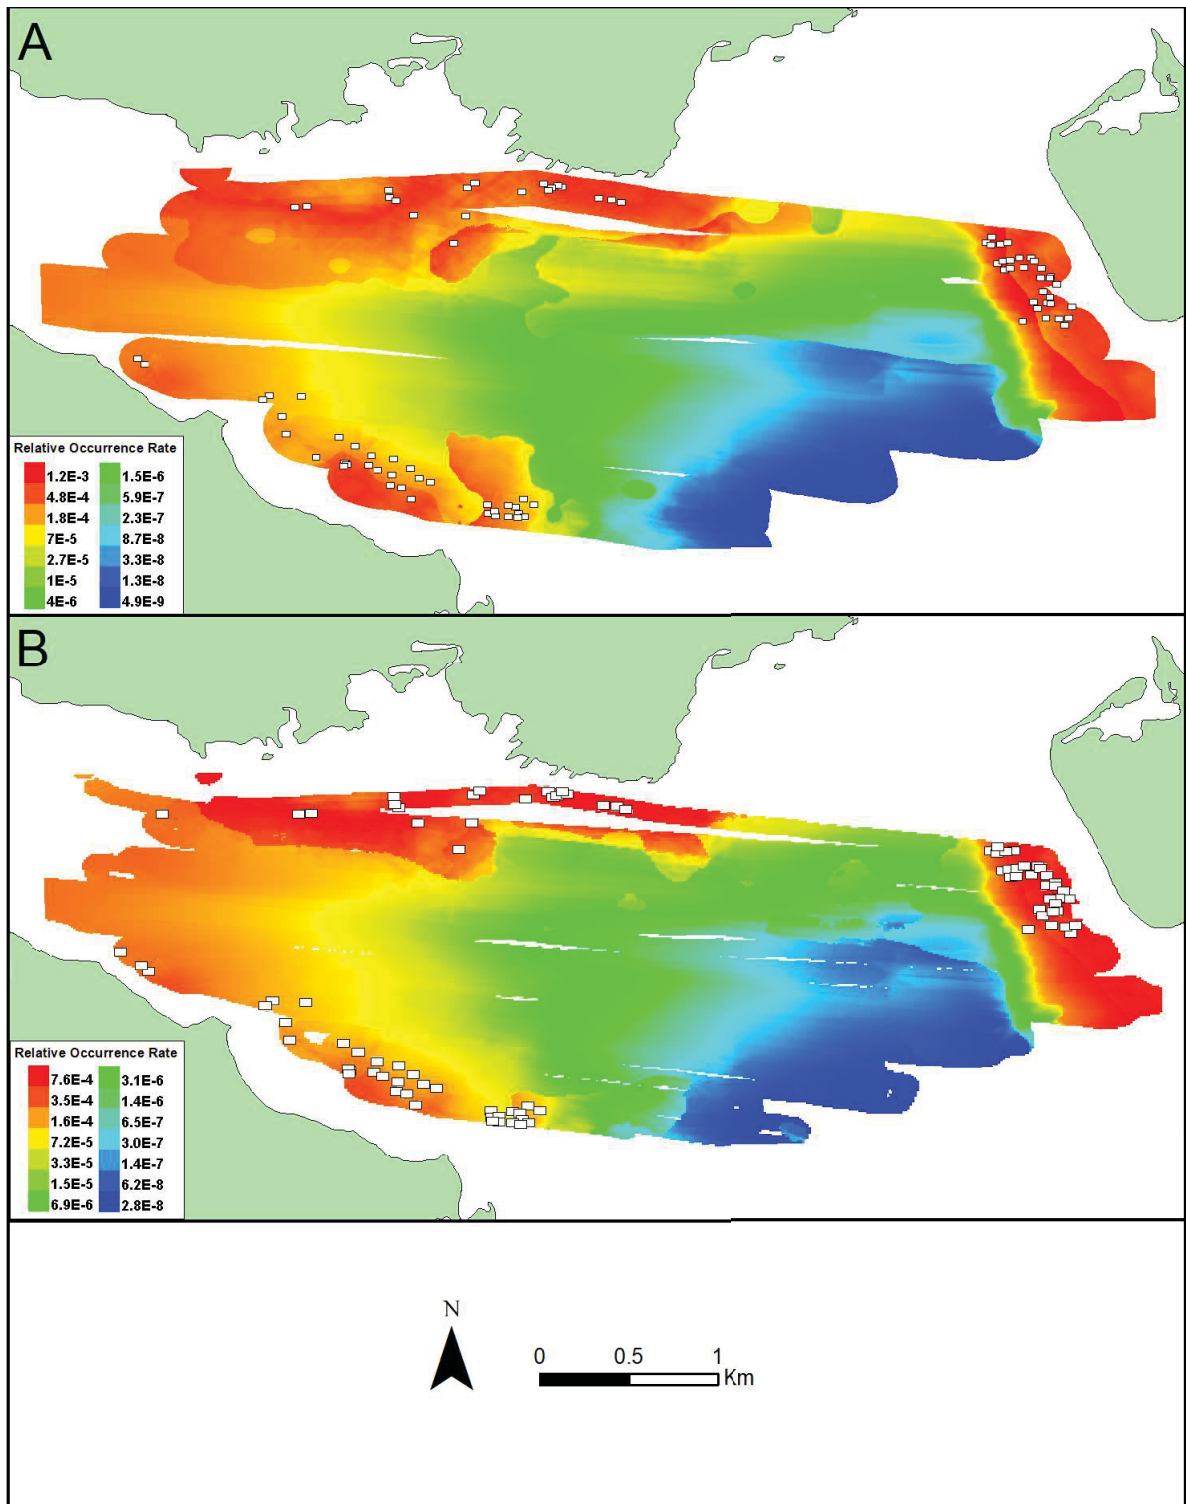 A
Relative Occurrence Rate
1.2E-3 1.5E-6
4.8E-4 5.9E-7
1.8E-4 2.3E-7
7E-5 8.7E-8
2.7E-5 3.3E-8
1E-5 1.3E-8
4E-6 4.9E-9
B
Relative Occurrence Rate
7.6E-4 3.1E-6
3.5E-4 1.4E-6
1.6E-4 6.5E-7
7.2E-5 3.0E-7
3.3E-5 1.4E-7
1.5E-5 6.2E-8
6.9E-6 2.8E-8
N
0 0.5 1
Km